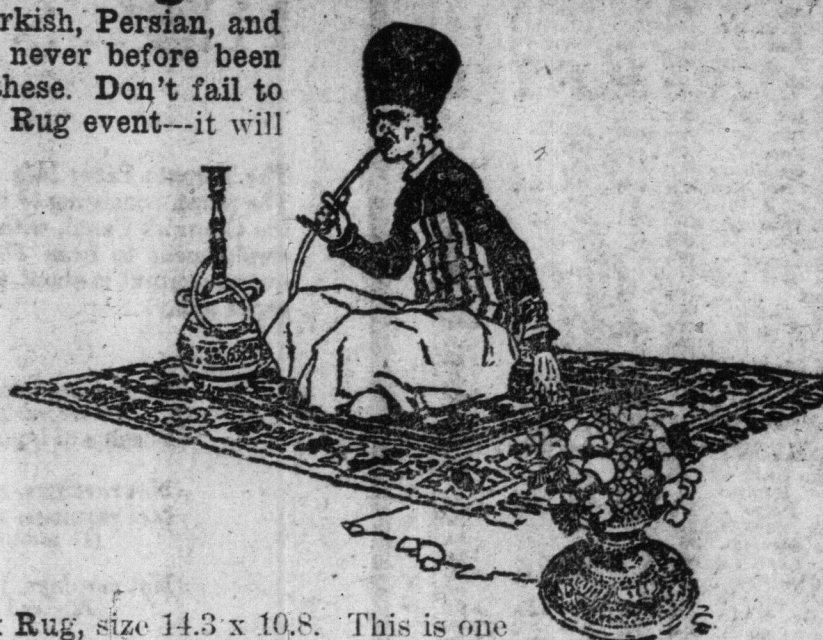 rkish, Persian, and
never before been
these. Don't fail to
Rug event---it will
Rug, size 14.3 x 10.8. This is one